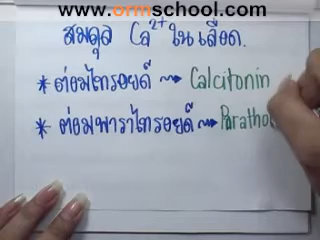 www.ormschool.com
สมดุล Ca2+ ในเลือด.
* ต่อมไทรอยด์ ⟿ Calcitonin
* ต่อมพาราไทรอยด์ ⟿ Paratho